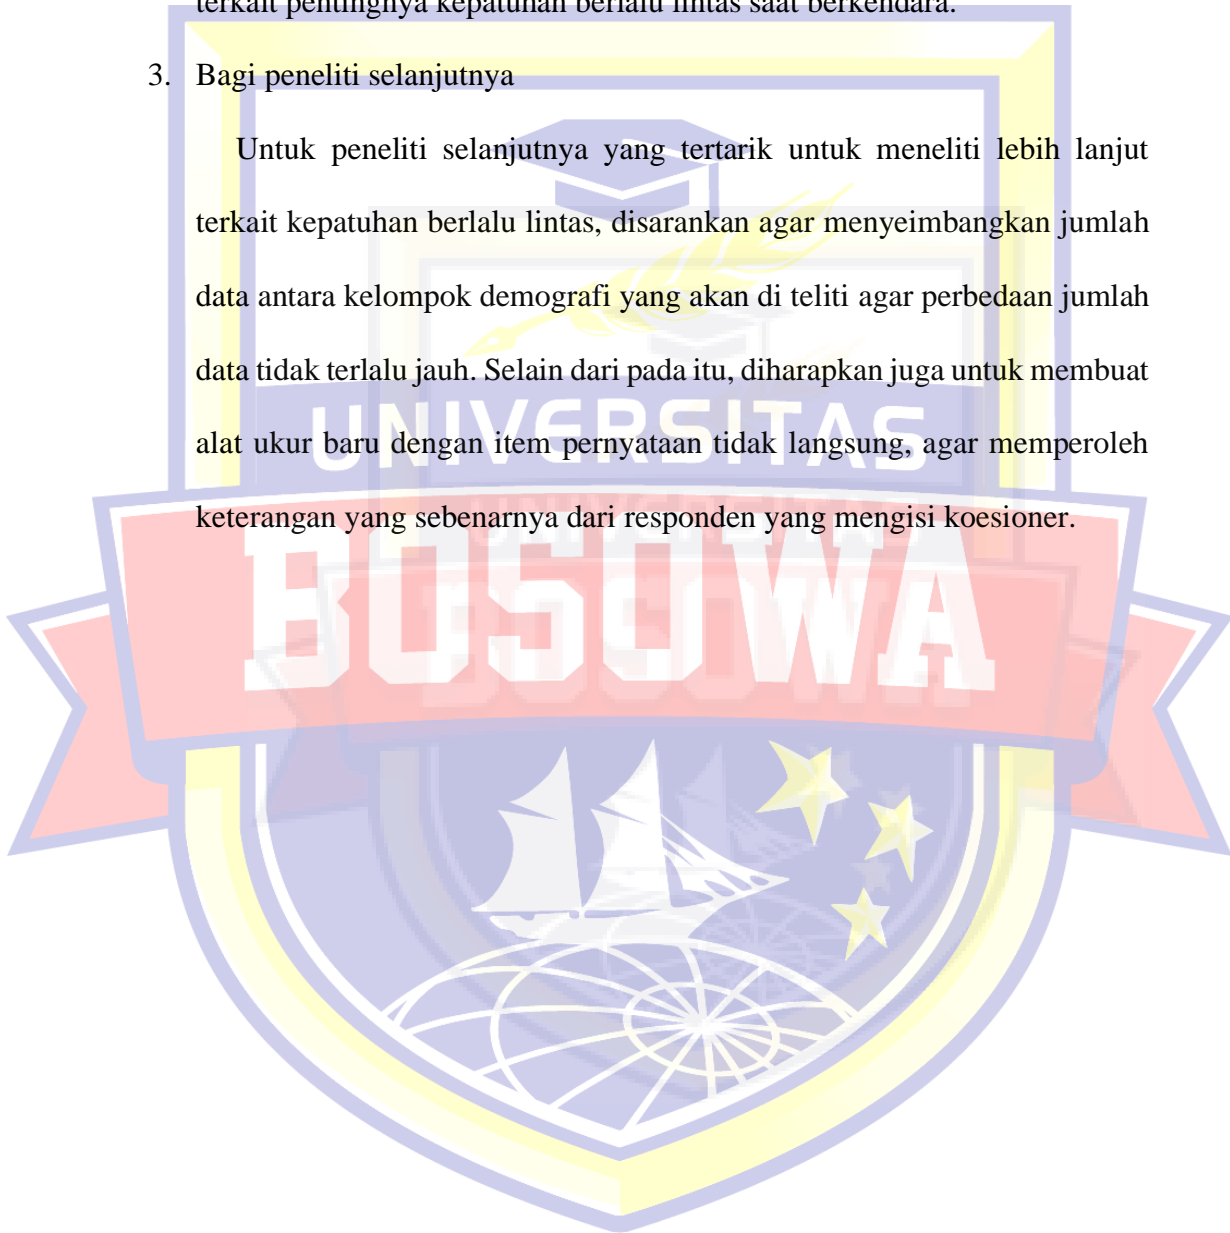 terkait pentingnya kepatuhan berlalu lintas saat berkendara.
3. Bagi peneliti selanjutnya
Untuk peneliti selanjutnya yang tertarik untuk meneliti lebih lanjut
terkait kepatuhan berlalu lintas, disarankan agar menyeimbangkan jumlah
data antara kelompok demografi yang akan di teliti agar perbedaan jumlah
data tidak terlalu jauh. Selain dari pada itu, diharapkan juga untuk membuat
UNIVERSITAS
alat ukur baru dengan item pernyataan tidak langsung, agar memperoleh
keterangan yang sebenarnya dari responden yang mengisi koesioner.
UNIVERSITAS
BOSOWA
BOSOWA